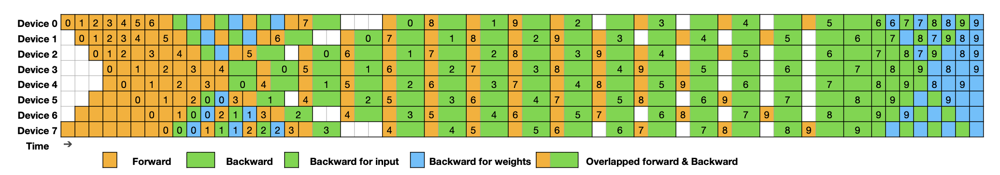 Device 0 0 1 2 3 4 5 6 7 0 8 1 9 2 3 4 5 6 6 7 7 8 8 9 9
Device 1 0 1 2 3 4 5 6 0 7 1 8 2 9 3 4 5 6 7 8 7 9 8 9
Device 2 0 1 2 3 4 5 0 6 1 7 2 8 3 9 4 5 6 7 8 7 9 8 9
Device 3 0 1 2 3 4 0 5 1 6 2 7 3 8 4 9 5 6 7 8 9 8 9
Device 4 0 1 2 3 0 4 1 5 2 6 3 7 4 8 5 9 6 7 8 9 8 9
Device 5 0 1 2 0 0 3 1 4 2 5 3 6 4 7 5 8 6 9 7 8 9 9
Device 6 0 1 0 0 2 1 1 3 2 4 3 5 4 6 5 7 6 8 7 9 8 9 9
Device 7 0 0 0 1 1 1 2 2 2 3 3 4 4 5 5 6 6 7 7 8 8 9 9
Time →
Forward Backward Backward for input Backward for weights Overlapped forward & Backward